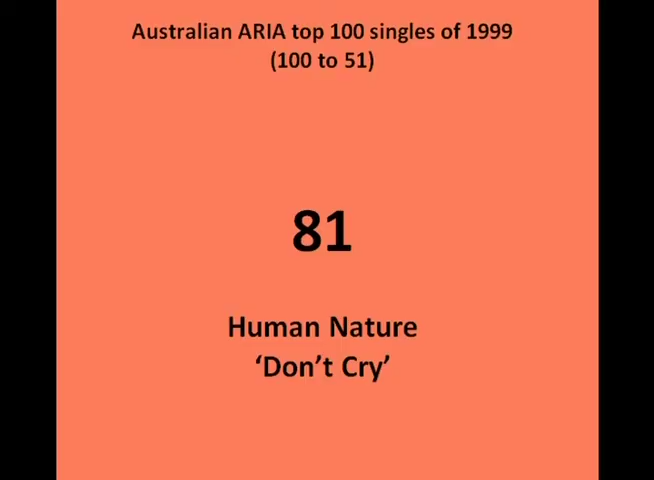 Australian ARIA top 100 singles of 1999
(100 to 51)
81
Human Nature
‘Don’t Cry’